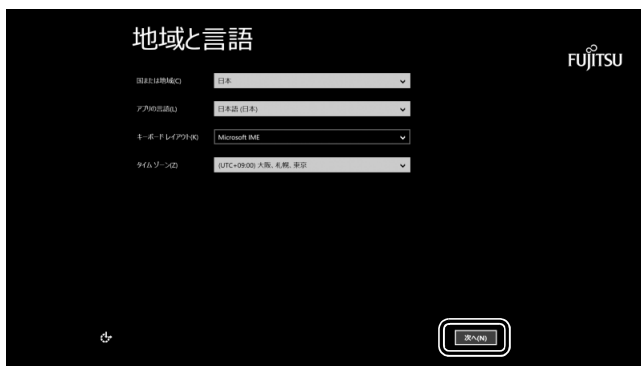 地域と言語
FUJITSU
国または地域(C)
日本
アプリの言語(L)
日本語 (日本)
キーボード レイアウト(K)
Microsoft IME
タイム ゾーン(Z)
(UTC+09:00) 大阪、札幌、東京
次へ(N)